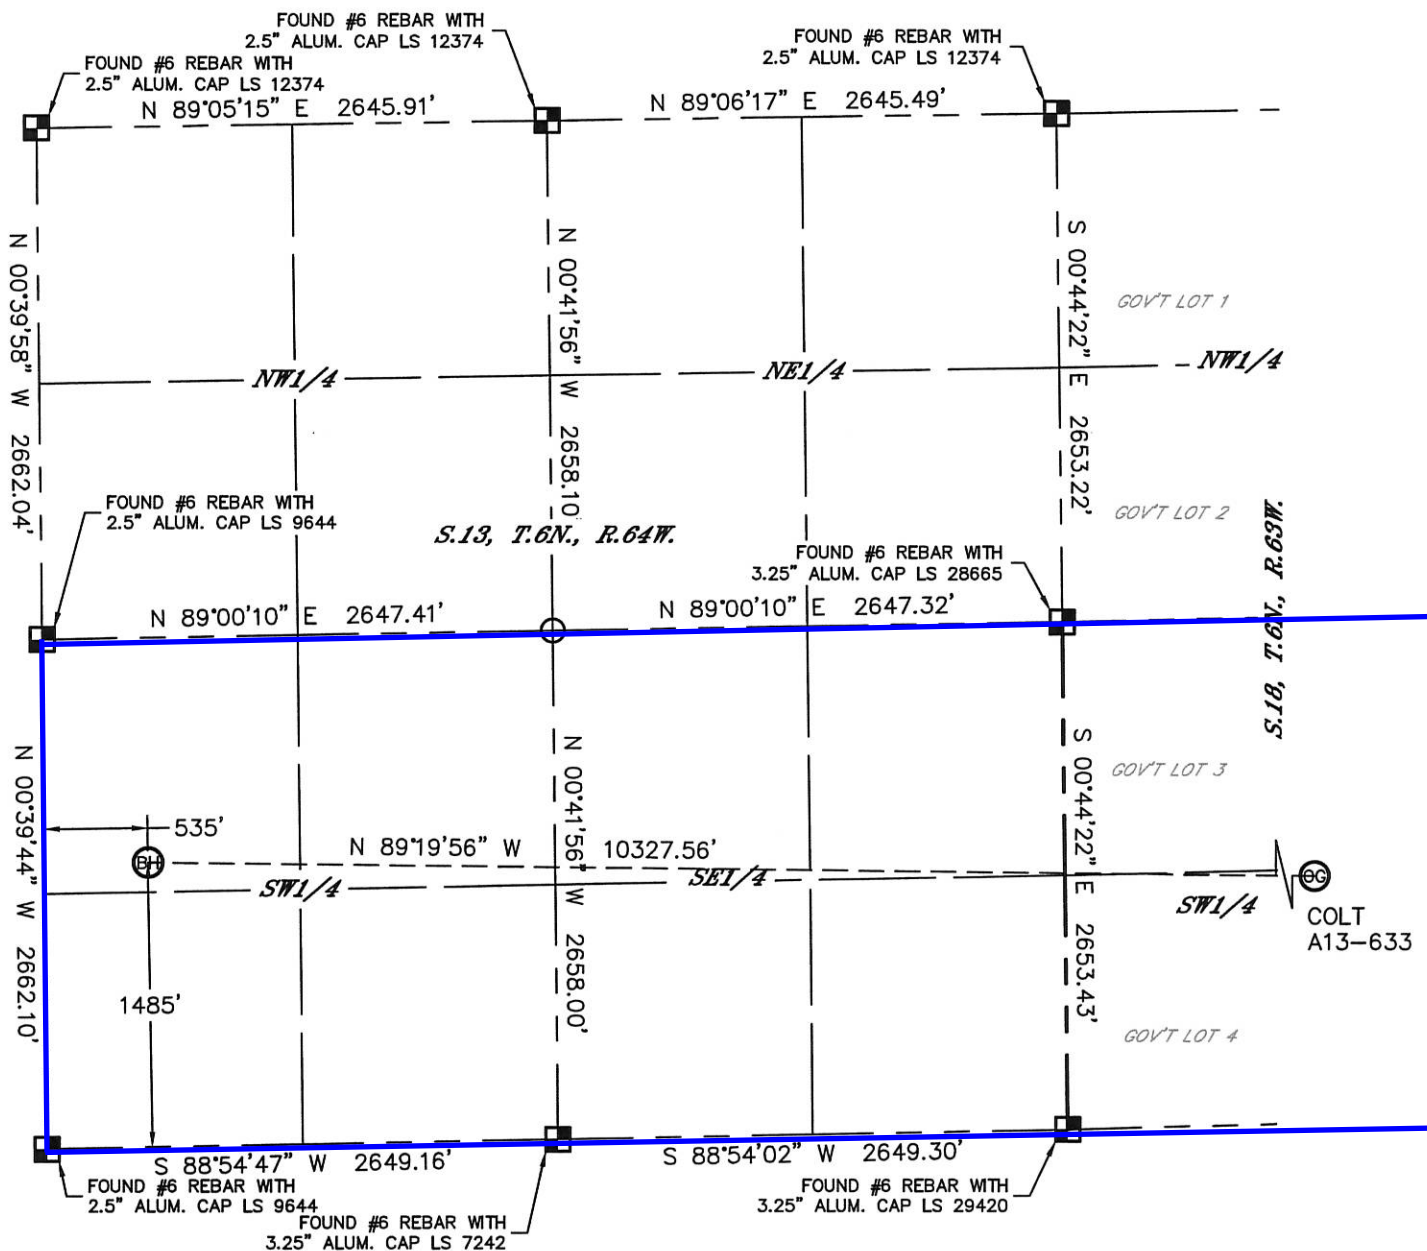 FOUND #6 REBAR WITH
2.5" ALUM. CAP LS 12374
FOUND #6 REBAR WITH
2.5" ALUM. CAP LS 12374
FOUND #6 REBAR WITH
2.5" ALUM. CAP LS 12374
N 89°05'15" E 2645.91'
N 89°06'17" E 2645.49'
N 00°39'58" W 2662.04'
N 00°41'56" W 2658.10'
S 00°44'22" E 2653.22'
GOV'T LOT 1
NW1/4
NE1/4
NW1/4
FOUND #6 REBAR WITH
2.5" ALUM. CAP LS 9644
S.13, T.6N., R.64W.
GOV'T LOT 2
S.18, T.6N., R.63W.
FOUND #6 REBAR WITH
3.25" ALUM. CAP LS 28665
N 89°00'10" E 2647.41'
N 89°00'10" E 2647.32'
N 00°39'44" W 2662.10'
N 00°41'56" W 2658.00'
S 00°44'22" E 2653.43'
GOV'T LOT 3
535'
BH
N 89°19'56" W 10327.56'
SW1/4
SE1/4
SW1/4
OG
COLT
A13-633
1485'
GOV'T LOT 4
S 88°54'47" W 2649.16'
S 88°54'02" W 2649.30'
FOUND #6 REBAR WITH
2.5" ALUM. CAP LS 9644
FOUND #6 REBAR WITH
3.25" ALUM. CAP LS 7242
FOUND #6 REBAR WITH
3.25" ALUM. CAP LS 29420